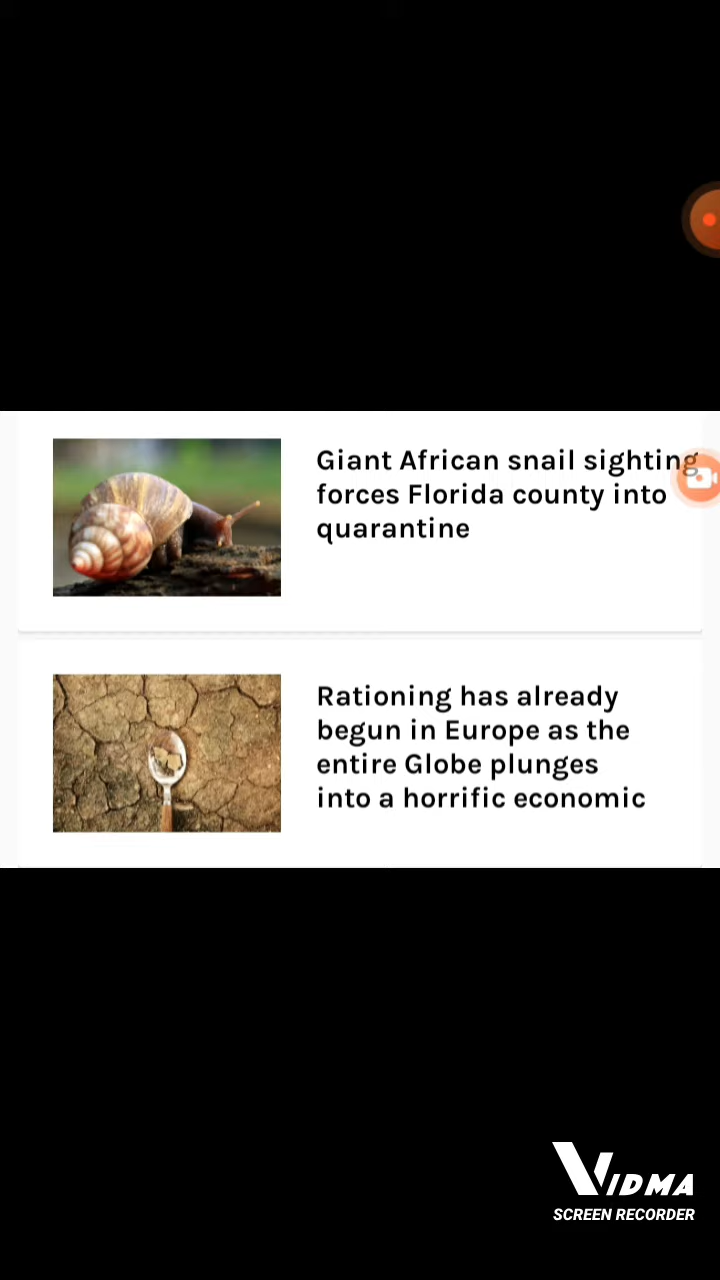 Giant African snail sighting
forces Florida county into
quarantine
Rationing has already
begun in Europe as the
entire Globe plunges
into a horrific economic
VIDMA
SCREEN RECORDER